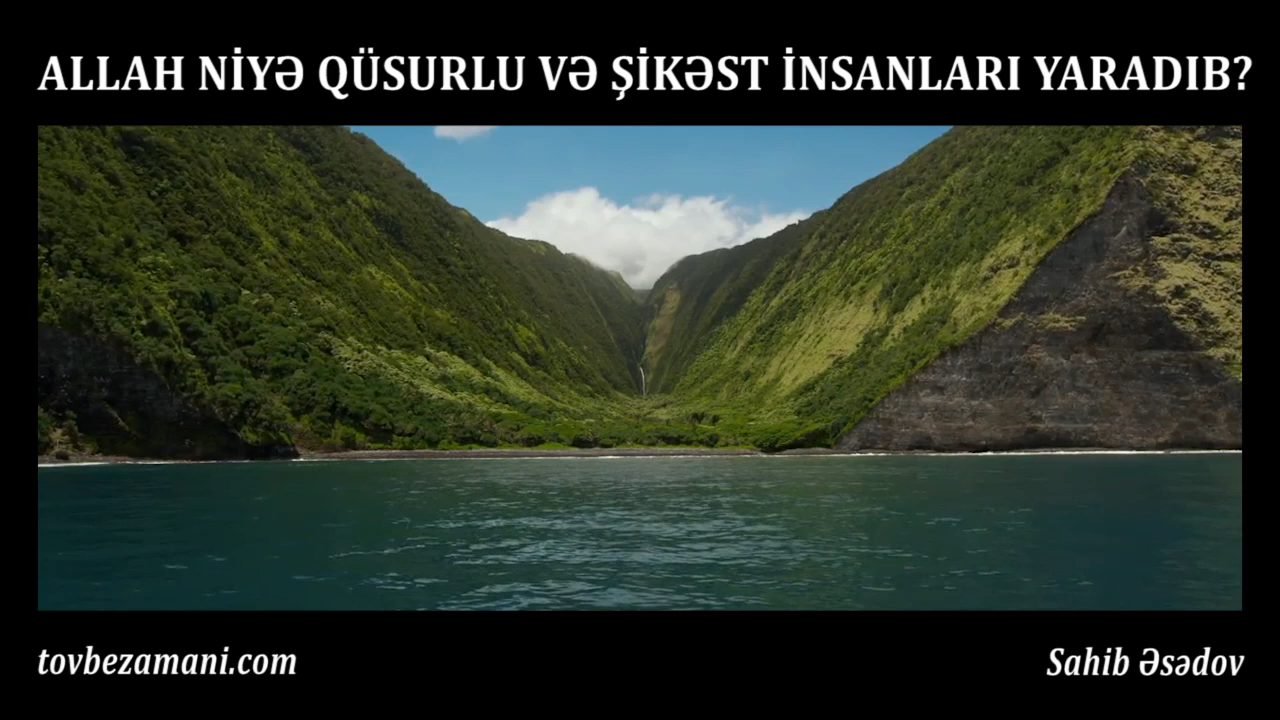 ALLAH NİYƏ QÜSURLU VƏ ŞİKƏST İNSANLARI YARADIB?
tovbezamani.com
Sahib Əsədov